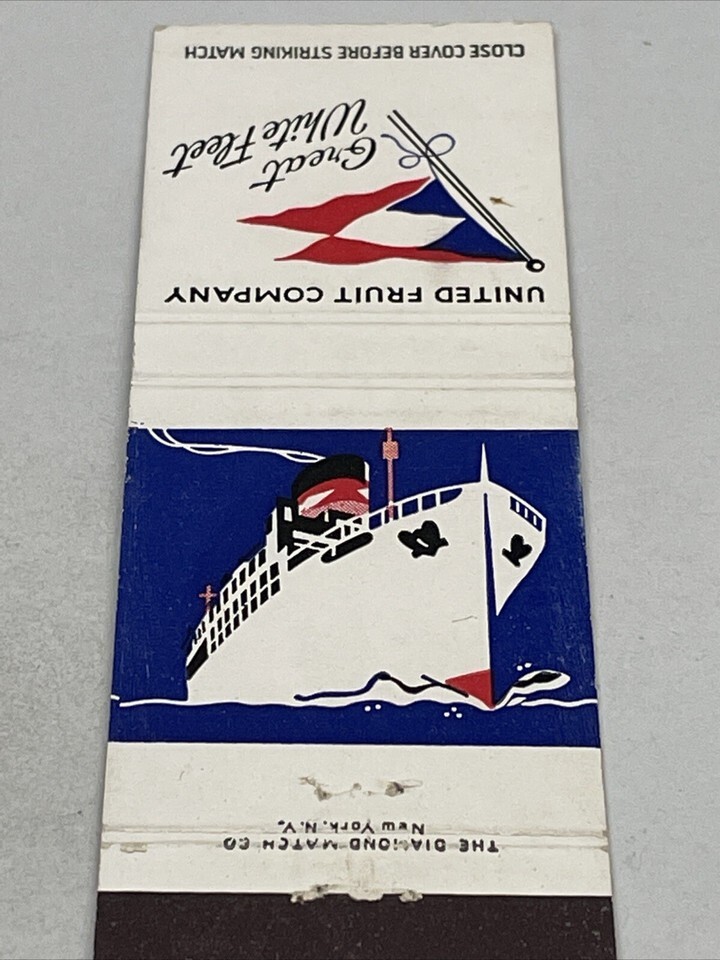 UNITED FRUIT COMPANY
Great
White Fleet
CLOSE COVER BEFORE STRIKING MATCH
THE DIAMOND MATCH CO
New York. N.Y.